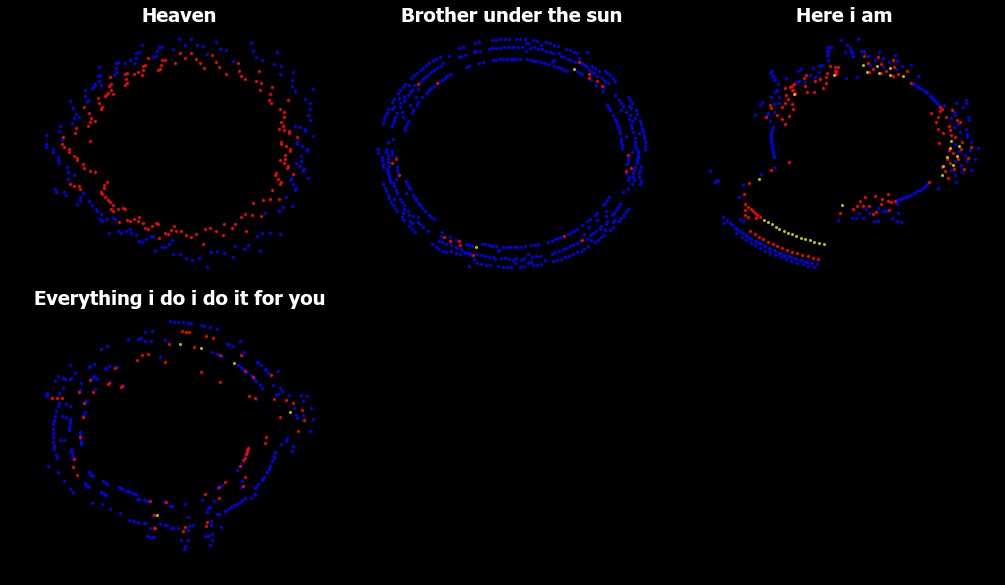 Heaven
Brother under the sun
Here i am
Everything i do i do it for you